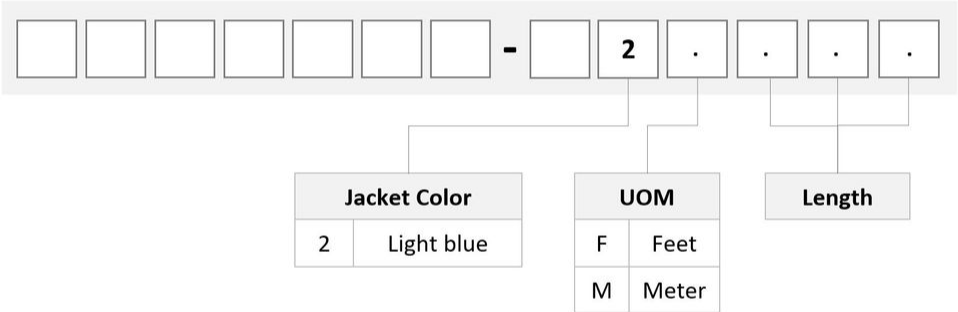 - 2 . . . .
Jacket Color UOM Length
2 Light blue F Feet
M Meter